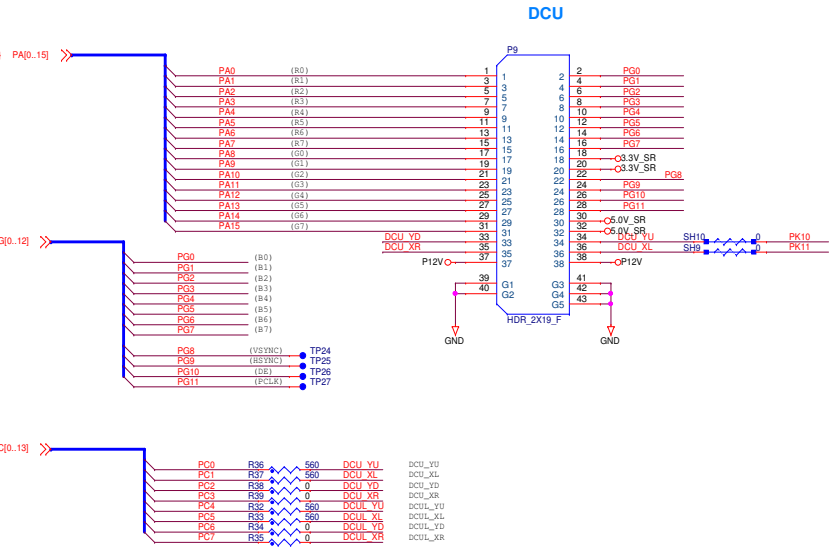 DCU
PA[0..15]
P9
PA0 (R0) 1 1 2 2 PG0
PA1 (R1) 3 3 4 4 PG1
PA2 (R2) 5 5 6 6 PG2
PA3 (R3) 7 7 8 8 PG3
PA4 (R4) 9 9 10 10 PG4
PA5 (R5) 11 11 12 12 PG5
PA6 (R6) 13 13 14 14 PG6
PA7 (R7) 15 15 16 16 PG7
PA8 (G0) 17 17 18 18 3.3V_SR
PA9 (G1) 19 19 20 20 3.3V_SR
PA10 (G2) 21 21 22 22 PG8
PA11 (G3) 23 23 24 24 PG9
PA12 (G4) 25 25 26 26 PG10
PA13 (G5) 27 27 28 28 PG11
PA14 (G6) 29 29 30 30 5.0V_SR
PA15 (G7) 31 31 32 32 5.0V_SR
DCU_YD 33 33 34 34 DCU_YU SH10 0 PK10
DCU_XR 35 35 36 36 DCU_XL SH9 0 PK11
P12V 37 37 38 38 P12V
39 G1 G3 41
40 G2 G4 42
G5 43
HDR_2X19_F
GND GND
G[0..12]
PG0 (B0)
PG1 (B1)
PG2 (B2)
PG3 (B3)
PG4 (B4)
PG5 (B5)
PG6 (B6)
PG7 (B7)
PG8 (VSYNC) TP24
PG9 (HSYNC) TP25
PG10 (DE) TP26
PG11 (PCLK) TP27
C[0..13]
PC0 R36 560 DCU_YU DCU_YU
PC1 R37 560 DCU_XL DCU_XL
PC2 R38 0 DCU_YD DCU_YD
PC3 R39 0 DCU_XR DCU_XR
PC4 R32 560 DCUL_YU DCUL_YU
PC5 R33 560 DCUL_XL DCUL_XL
PC6 R34 0 DCUL_YD DCUL_YD
PC7 R35 0 DCUL_XR DCUL_XR